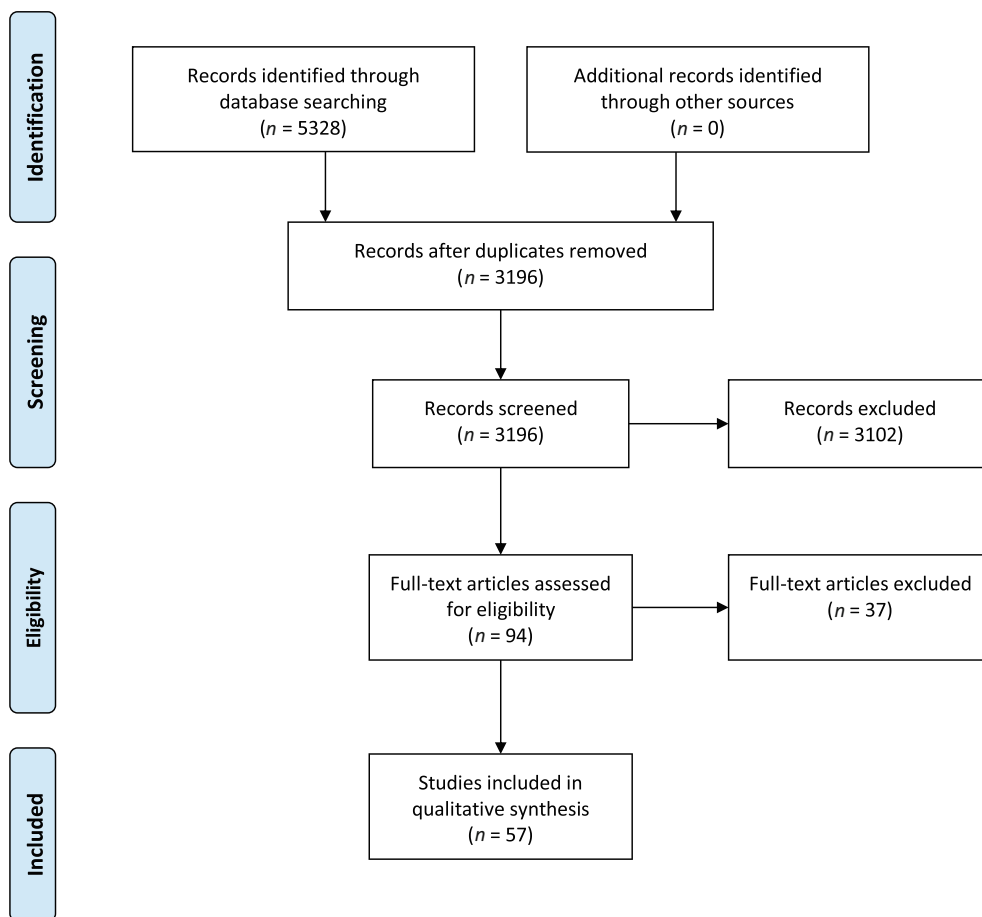 Identification
Records identified through
database searching
(n = 5328)
Additional records identified
through other sources
(n = 0)
Records after duplicates removed
(n = 3196)
Screening
Records screened
(n = 3196)
Records excluded
(n = 3102)
Eligibility
Full-text articles assessed
for eligibility
(n = 94)
Full-text articles excluded
(n = 37)
Included
Studies included in
qualitative synthesis
(n = 57)